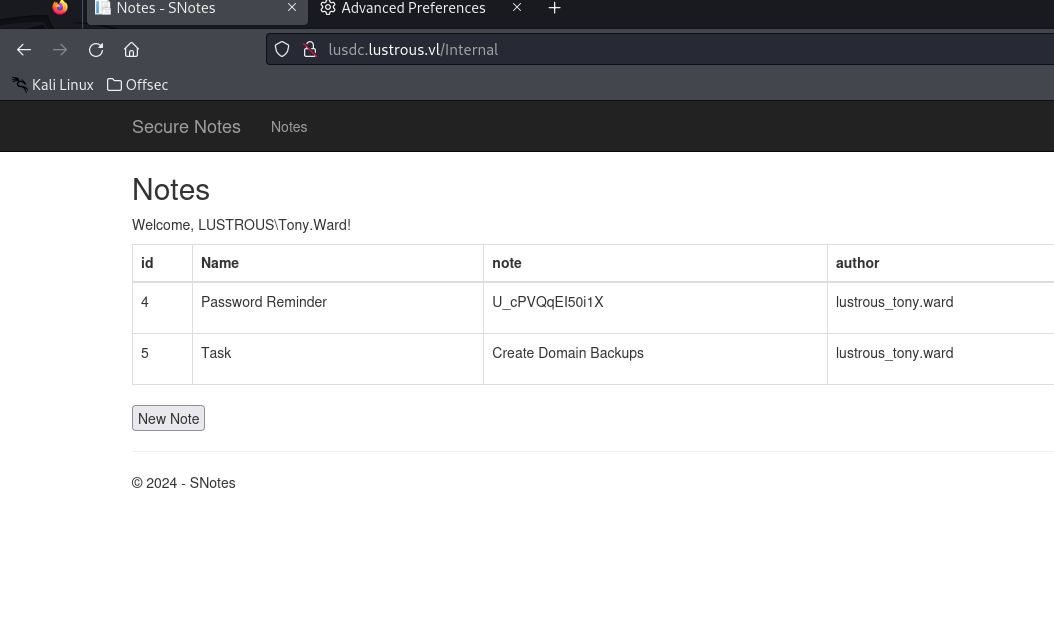 Notes - SNotes
Advanced Preferences
lusdc.lustrous.vl/Internal
Kali Linux Offsec
Secure Notes Notes
Notes
Welcome, LUSTROUS\Tony.Ward!
id Name note author
4 Password Reminder U_cPVQqEI50i1X lustrous_tony.ward
5 Task Create Domain Backups lustrous_tony.ward
New Note
© 2024 - SNotes